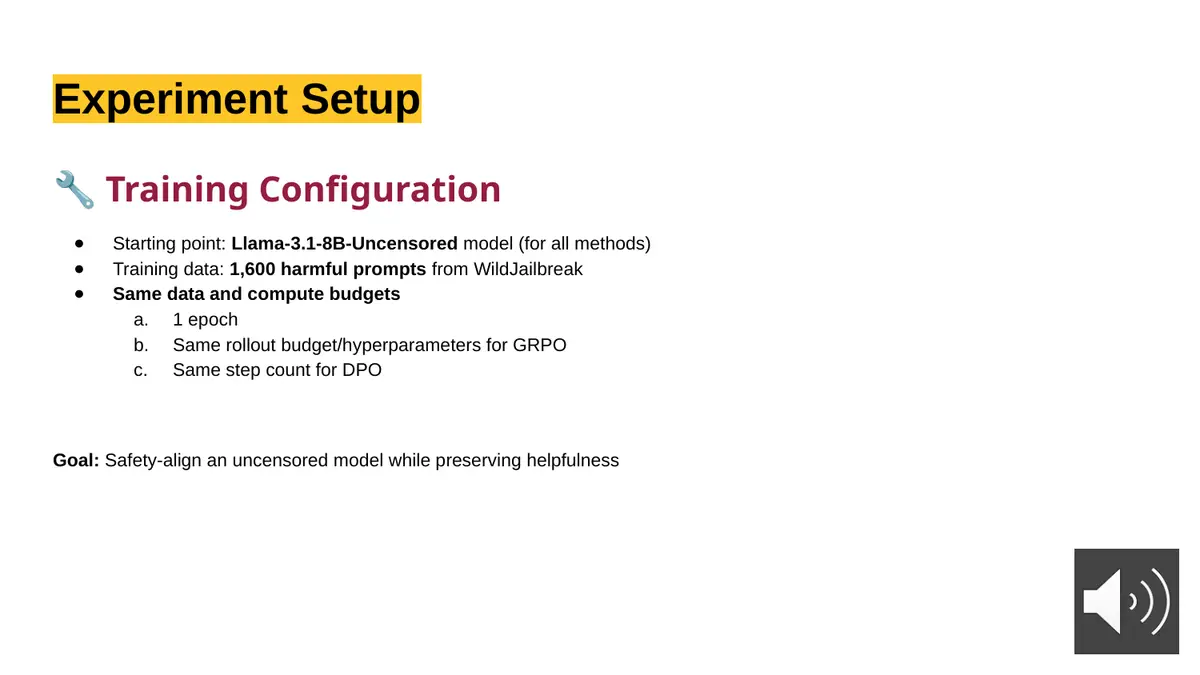 Experiment Setup
🔧 Training Configuration
● Starting point: Llama-3.1-8B-Uncensored model (for all methods)
● Training data: 1,600 harmful prompts from WildJailbreak
● Same data and compute budgets
a. 1 epoch
b. Same rollout budget/hyperparameters for GRPO
c. Same step count for DPO
Goal: Safety-align an uncensored model while preserving helpfulness